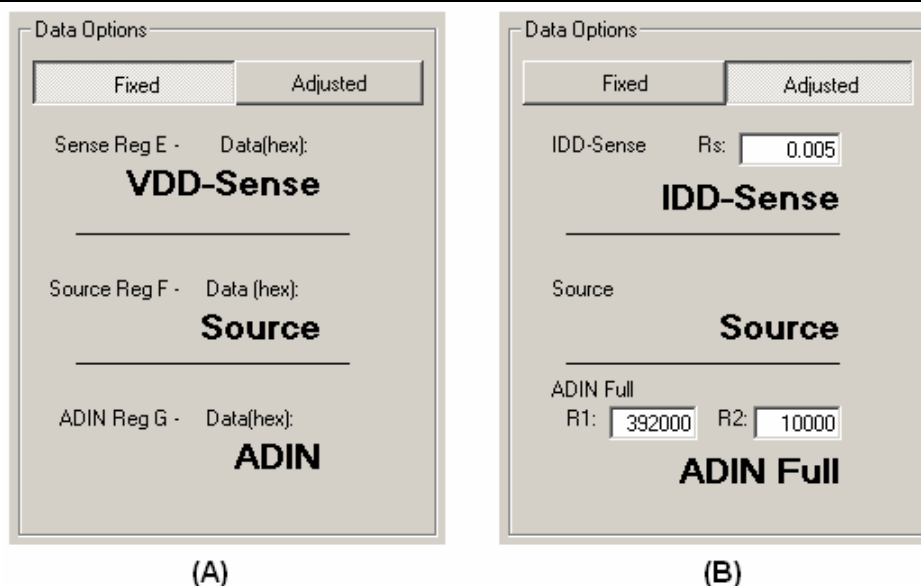 Data Options
Fixed Adjusted
Sense Reg E - Data(hex):
VDD-Sense
Source Reg F - Data (hex):
Source
ADIN Reg G - Data(hex):
ADIN
(A)
Data Options
Fixed Adjusted
IDD-Sense Rs: 0.005
IDD-Sense
Source
Source
ADIN Full
R1: 392000 R2: 10000
ADIN Full
(B)